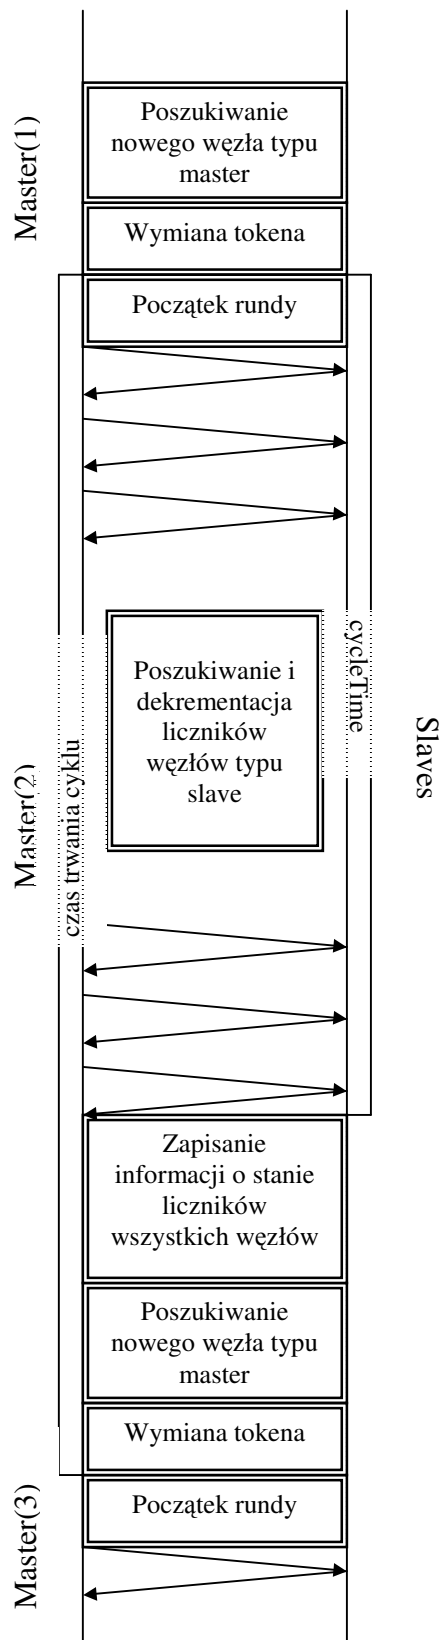 Master(1)
Poszukiwanie
nowego węzła typu
master
Wymiana tokena
Początek rundy
Master(2)
czas trwania cyklu
Poszukiwanie i
dekrementacja
liczników
węzłów typu
slave
cycleTime
Slaves
Zapisanie
informacji o stanie
liczników
wszystkich węzłów
Poszukiwanie
nowego węzła typu
master
Wymiana tokena
Master(3)
Początek rundy